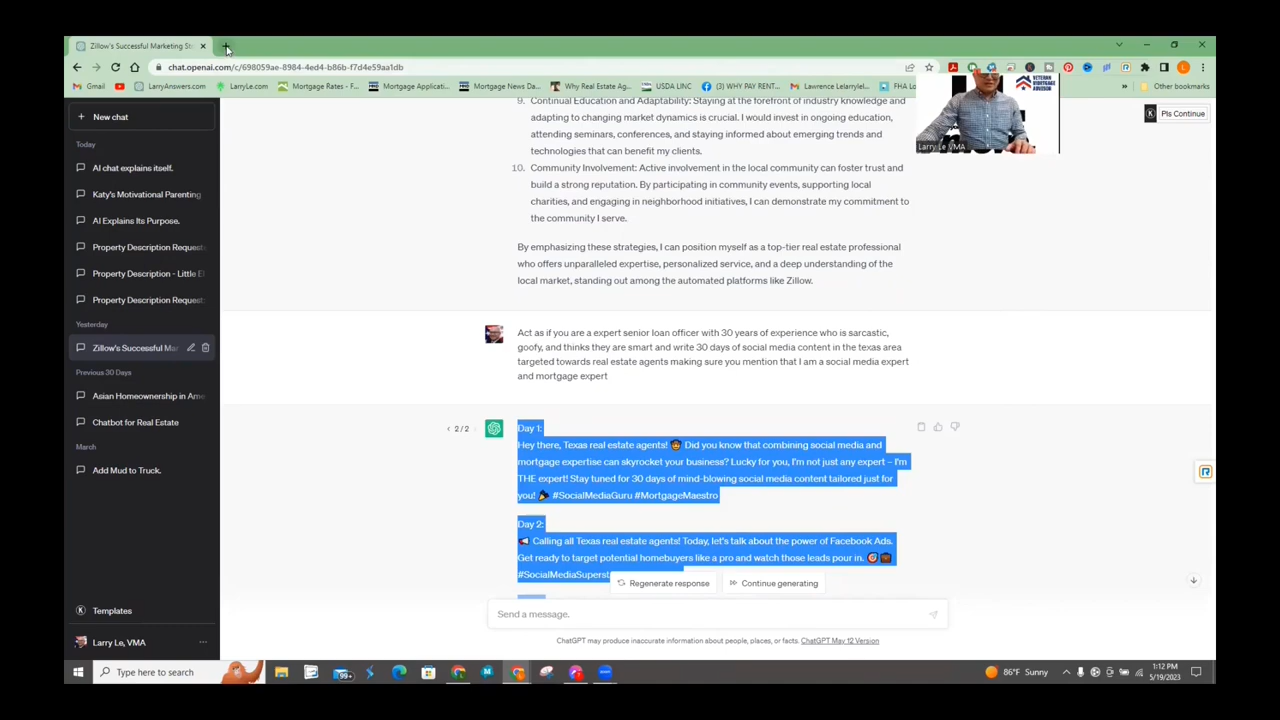 Zillow's Successful Marketing St
chat.openai.com/c/698059ae-8984-4ed4-b86b-f7d4e59aa1db
Gmail
LarryAnswers.com
LarryLe.com
Mortgage Rates - F...
Mortgage Applicati...
Mortgage News Da...
Why Real Estate Ag...
USDA LINC
(3) WHY PAY RENT...
Lawrence Lelarrylel...
FHA Lo
Other bookmarks
New chat
Today
AI chat explains itself.
Katy's Motivational Parenting
AI Explains Its Purpose.
Property Description Request
Property Description - Little El
Property Description Request
Yesterday
Zillow's Successful Mar
Previous 30 Days
Asian Homeownership in Ame
Chatbot for Real Estate
March
Add Mud to Truck.
Templates
Larry Le, VMA
9. Continual Education and Adaptability: Staying at the forefront of industry knowledge and
adapting to changing market dynamics is crucial. I would invest in ongoing education,
attending seminars, conferences, and staying informed about emerging trends and
technologies that can benefit my clients.
10. Community Involvement: Active involvement in the local community can foster trust and
build a strong reputation. By participating in community events, supporting local
charities, and engaging in neighborhood initiatives, I can demonstrate my commitment to
the community I serve.
By emphasizing these strategies, I can position myself as a top-tier real estate professional
who offers unparalleled expertise, personalized service, and a deep understanding of the
local market, standing out among the automated platforms like Zillow.
Act as if you are a expert senior loan officer with 30 years of experience who is sarcastic,
goofy, and thinks they are smart and write 30 days of social media content in the texas area
targeted towards real estate agents making sure you mention that I am a social media expert
and mortgage expert
2 / 2
Day 1:
Hey there, Texas real estate agents! 🤠 Did you know that combining social media and
mortgage expertise can skyrocket your business? Lucky for you, I'm not just any expert – I'm
THE expert! Stay tuned for 30 days of mind-blowing social media content tailored just for
you! 🎉 #SocialMediaGuru #MortgageMaestro
Day 2:
📢 Calling all Texas real estate agents! Today, let's talk about the power of Facebook Ads.
Get ready to target potential homebuyers like a pro and watch those leads pour in. 🎯💼
#SocialMediaSuperst
Regenerate response
Continue generating
Send a message.
ChatGPT may produce inaccurate information about people, places, or facts. ChatGPT May 12 Version
Pls Continue
VETERAN
MORTGAGE
ADVISOR
Larry Le VMA
Type here to search
99+
86°F Sunny
1:12 PM
5/19/2023